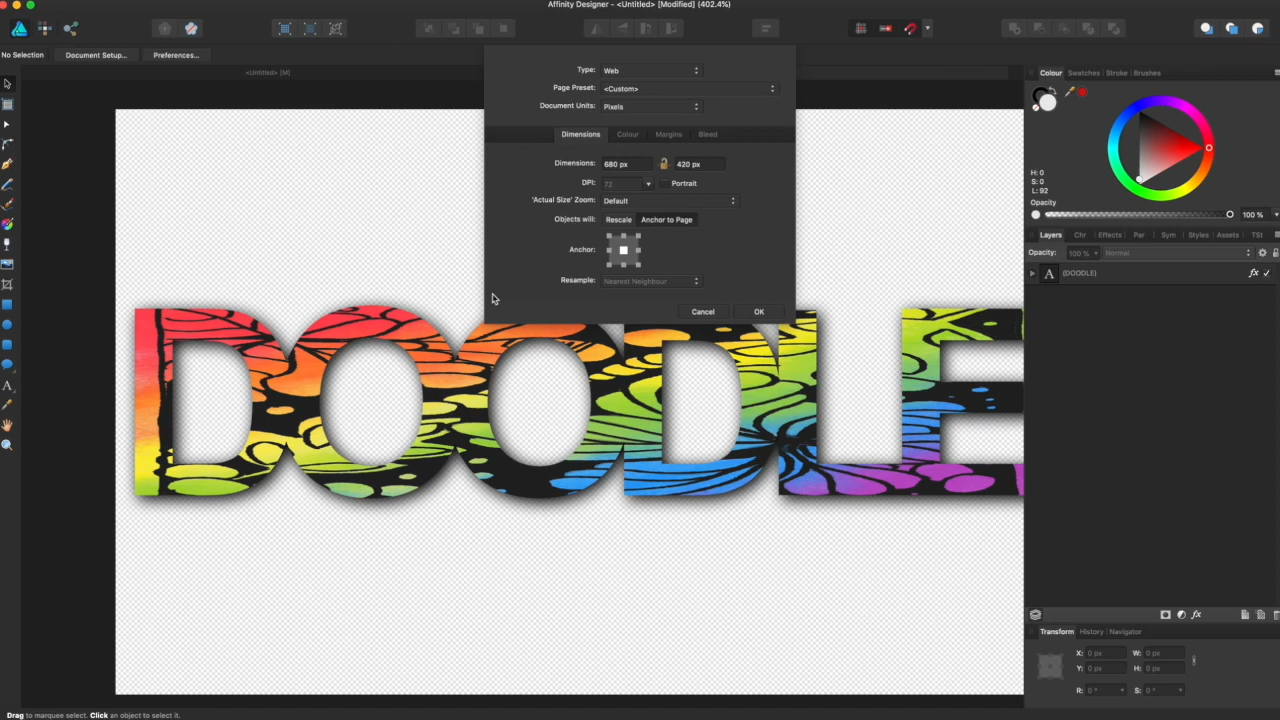 Affinity Designer - <Untitled> [Modified] (402.4%)
No Selection
Document Setup...
Preferences...
<Untitled> [M]
Type: Web
Page Preset: <Custom>
Document Units: Pixels
Dimensions Colour Margins Bleed
Dimensions: 680 px 420 px
DPI: 72 Portrait
'Actual Size' Zoom: Default
Objects will: Rescale Anchor to Page
Anchor:
Resample: Nearest Neighbour
Cancel OK
DOODLE
Colour Swatches Stroke Brushes
H: 0
S: 0
L: 92
Opacity
100 %
Layers Chr Effects Par Sym Styles Assets TSt
Opacity: 100 % Normal
A (DOODLE) fx
A
fx
Transform History Navigator
X: 0 px W: 0 px
Y: 0 px H: 0 px
R: 0 ° S: 0 °
Drag to marquee select. Click an object to select it.